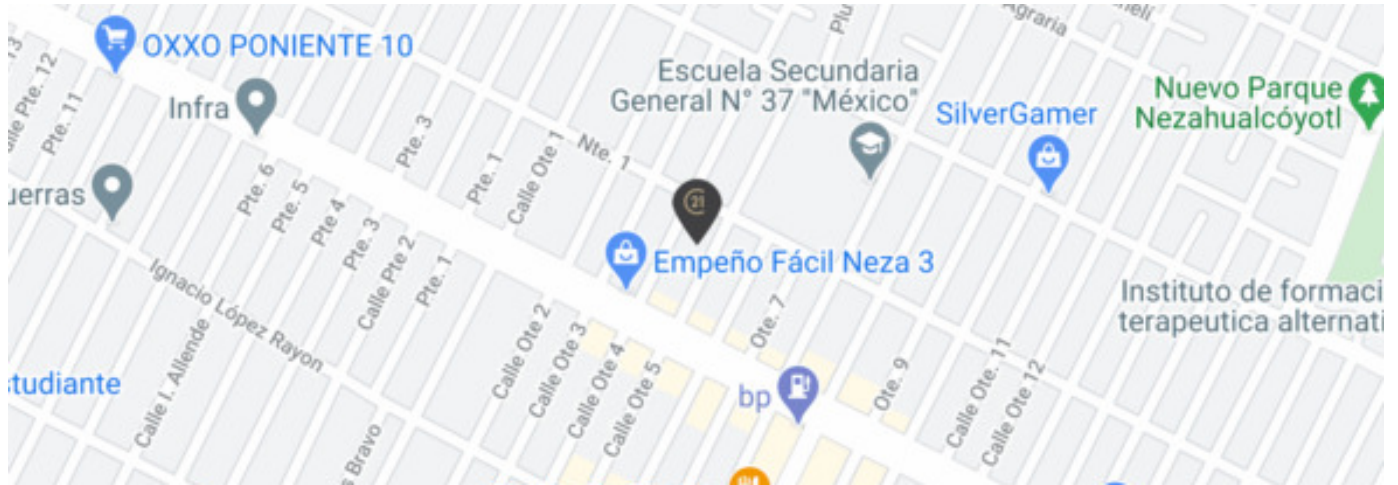 Agraria
OXXO PONIENTE 10
Calle Pte. 12
Pte. 11
Infra
Escuela Secundaria
General N° 37 "México"
SilverGamer
Nuevo Parque
Nezahualcóyotl
Pte. 3
Pte. 1
Calle Ote 1
Nte. 1
21
Pte. 6
Pte. 5
Pte 4
Pte. 3
Calle Pte 2
Pte. 1
Empeño Fácil Neza 3
Ignacio López Rayon
Calle I. Allende
Calle Ote 2
Calle Ote 3
Calle Ote 4
Calle Ote 5
Ote. 7
bp
Ote. 9
Calle Ote. 11
Calle Ote 12
Instituto de formaci
terapeutica alternati
tudiante
Bravo